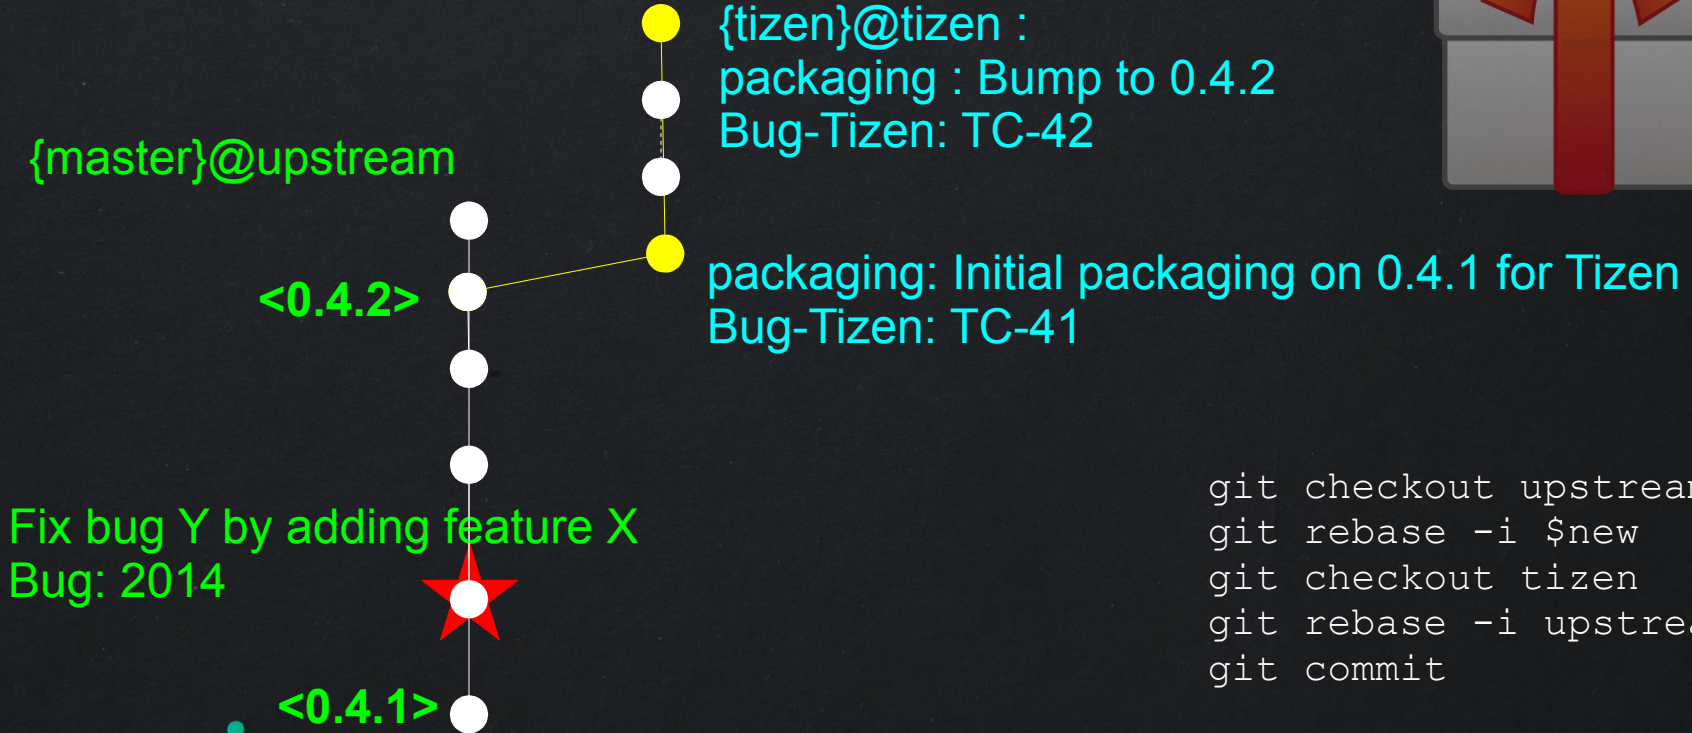 {tizen}@tizen :
packaging : Bump to 0.4.2
Bug-Tizen: TC-42
{master}@upstream
<0.4.2>
packaging: Initial packaging on 0.4.1 for Tizen
Bug-Tizen: TC-41
Fix bug Y by adding feature X
Bug: 2014
<0.4.1>
git checkout
git rebase -i $new
git checkout tizen
git rebase -i
git commit